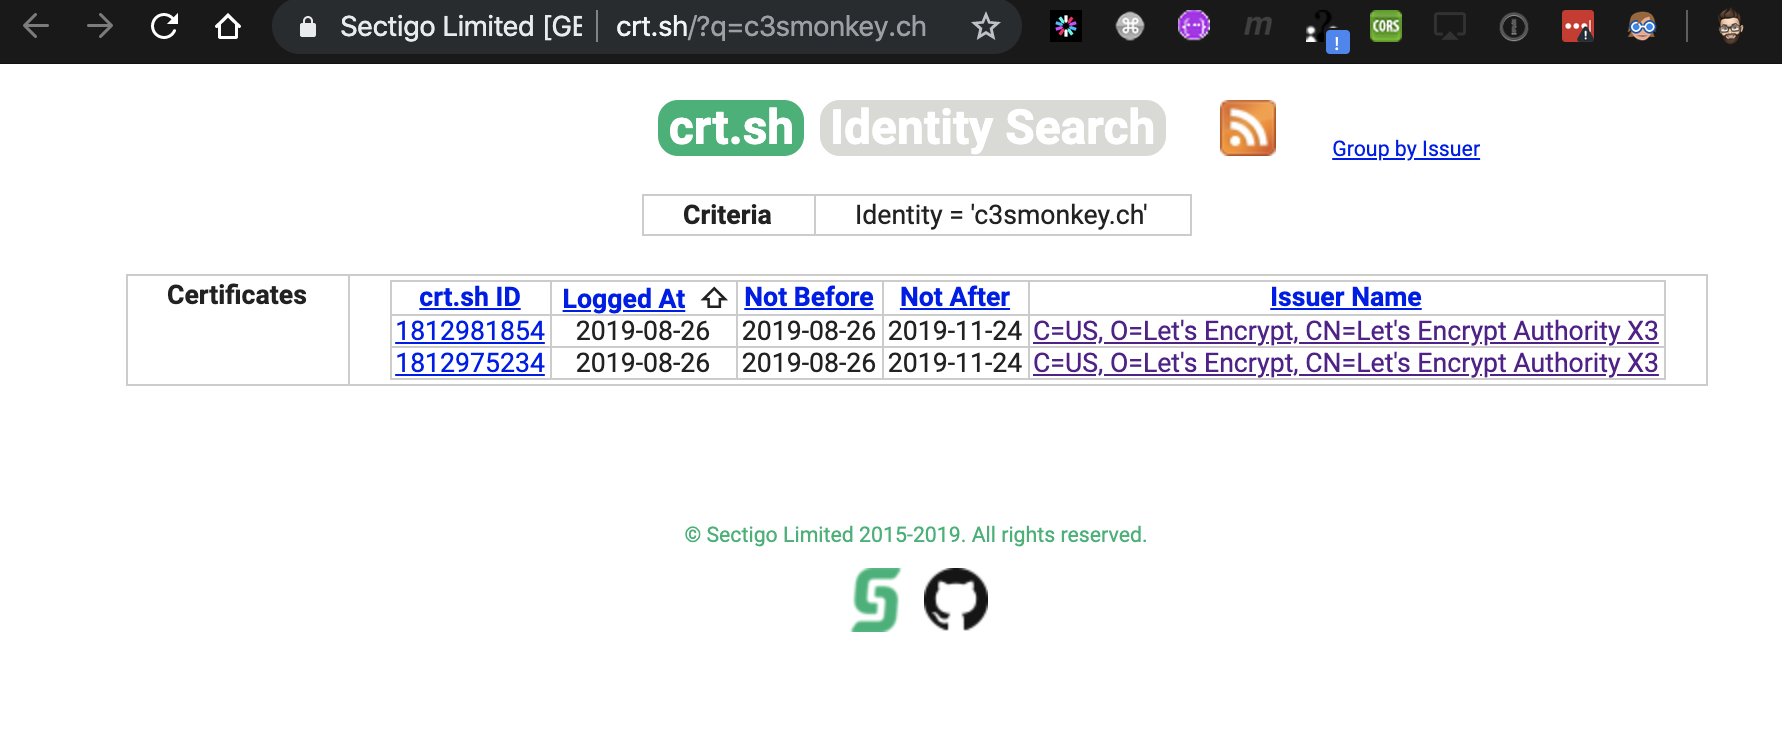 Sectigo Limited [GE crt.sh/?q=c3smonkey.ch
CORS
crt.sh Identity Search
Group by Issuer
Criteria Identity = 'c3smonkey.ch'
Certificates crt.sh ID Logged At ⇧ Not Before Not After Issuer Name
1812981854 2019-08-26 2019-08-26 2019-11-24 C=US, O=Let's Encrypt, CN=Let's Encrypt Authority X3
1812975234 2019-08-26 2019-08-26 2019-11-24 C=US, O=Let's Encrypt, CN=Let's Encrypt Authority X3
© Sectigo Limited 2015-2019. All rights reserved.